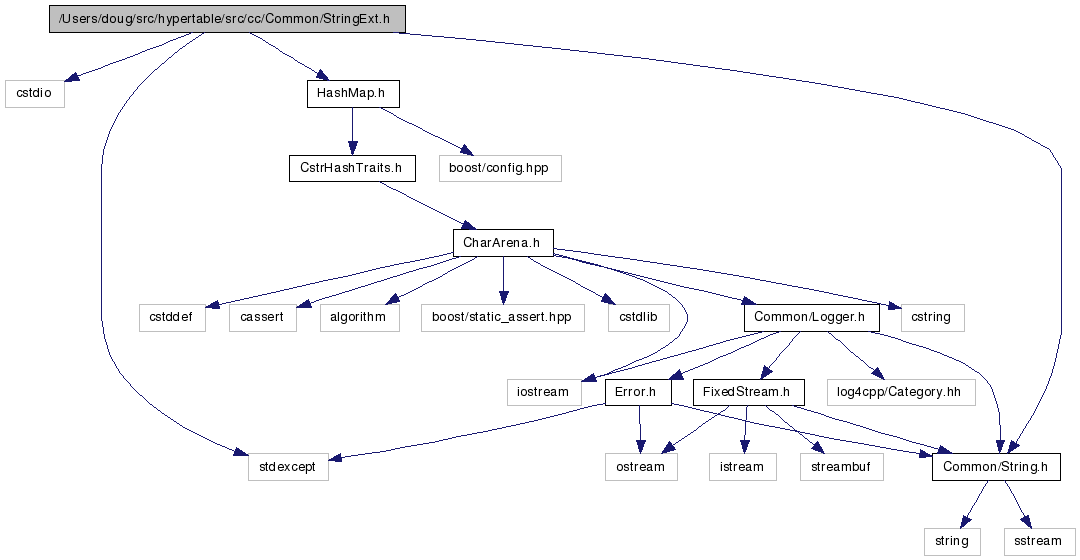 /Users/doug/src/hypertable/src/cc/Common/StringExt.h
cstdio
HashMap.h
CstrHashTraits.h
boost/config.hpp
CharArena.h
cstddef
cassert
algorithm
boost/static_assert.hpp
cstdlib
Common/Logger.h
cstring
iostream
Error.h
FixedStream.h
log4cpp/Category.hh
stdexcept
ostream
istream
streambuf
Common/String.h
string
sstream